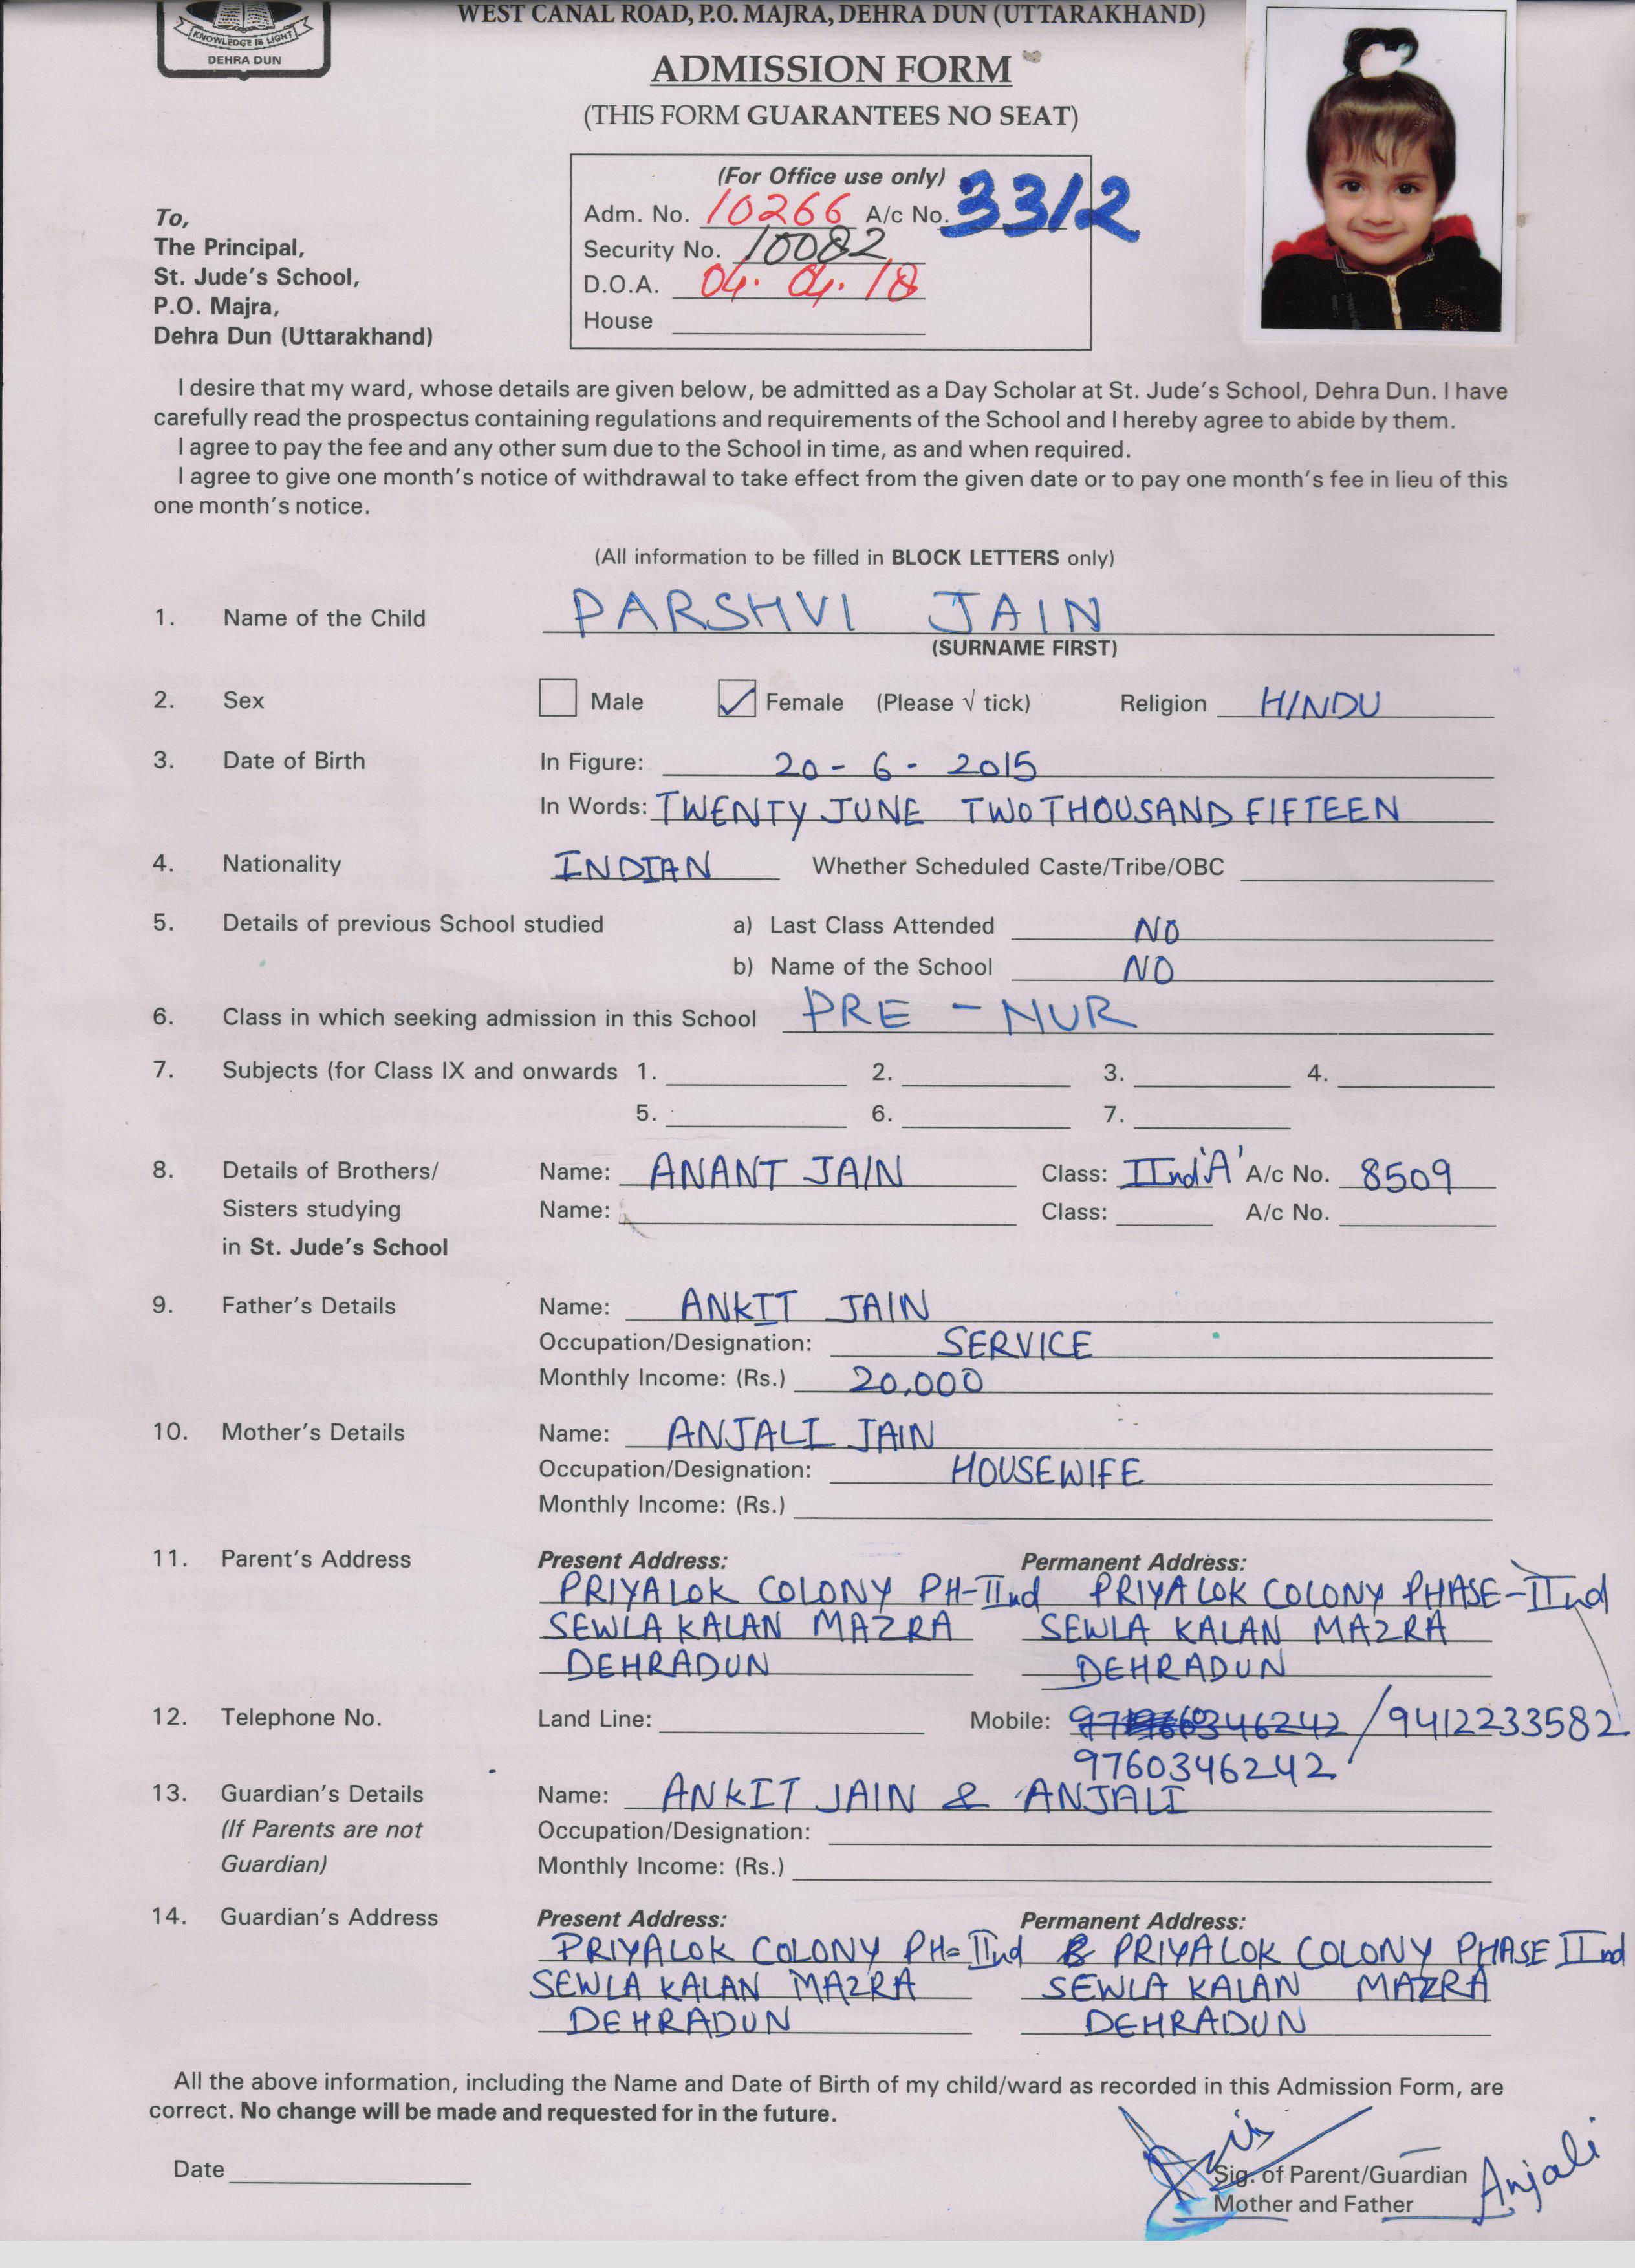 KNOWLEDGE IS LIGHT
DEHRA DUN
WEST CANAL ROAD, P.O. MAJRA, DEHRA DUN (UTTARAKHAND)
ADMISSION FORM
(THIS FORM GUARANTEES NO SEAT)
(For Office use only)
Adm. No. 10266 A/c No. 3312
Security No. 10082
D.O.A. 04. 04. 18
House
To,
The Principal,
St. Jude's School,
P.O. Majra,
Dehra Dun (Uttarakhand)
I desire that my ward, whose details are given below, be admitted as a Day Scholar at St. Jude's School, Dehra Dun. I have
carefully read the prospectus containing regulations and requirements of the School and I hereby agree to abide by them.
I agree to pay the fee and any other sum due to the School in time, as and when required.
I agree to give one month's notice of withdrawal to take effect from the given date or to pay one month's fee in lieu of this
one month's notice.
(All information to be filled in BLOCK LETTERS only)
1. Name of the Child PARSHVI JAIN
(SURNAME FIRST)
2. Sex Male Female (Please √ tick) Religion HINDU
3. Date of Birth In Figure: 20 - 6 - 2015
In Words: TWENTY JUNE TWO THOUSAND FIFTEEN
4. Nationality INDIAN Whether Scheduled Caste/Tribe/OBC
5. Details of previous School studied a) Last Class Attended NO
b) Name of the School NO
6. Class in which seeking admission in this School PRE - NUR
7. Subjects (for Class IX and onwards 1. 2. 3. 4.
5. 6. 7.
8. Details of Brothers/ Name: ANANT JAIN Class: IInd 'A' A/c No. 8509
Sisters studying Name: Class: A/c No.
in St. Jude's School
9. Father's Details Name: ANKIT JAIN
Occupation/Designation: SERVICE
Monthly Income: (Rs.) 20,000
10. Mother's Details Name: ANJALI JAIN
Occupation/Designation: HOUSEWIFE
Monthly Income: (Rs.)
11. Parent's Address Present Address: Permanent Address:
PRIYALOK COLONY PH-IInd PRIYALOK COLONY PHASE-IInd
SEWLA KALAN MAZRA SEWLA KALAN MAZRA
DEHRADUN DEHRADUN
12. Telephone No. Land Line: Mobile: /9412233582
9760346242
13. Guardian's Details Name: ANKIT JAIN & ANJALI
(If Parents are not Occupation/Designation:
Guardian) Monthly Income: (Rs.)
14. Guardian's Address Present Address: Permanent Address:
PRIYALOK COLONY PH= IInd PRIYALOK COLONY PHASE IInd
SEWLA KALAN MAZRA SEWLA KALAN MAZRA
DEHRADUN DEHRADUN
All the above information, including the Name and Date of Birth of my child/ward as recorded in this Admission Form, are
correct. No change will be made and requested for in the future.
Date Sig. of Parent/Guardian Anjali
Mother and Father